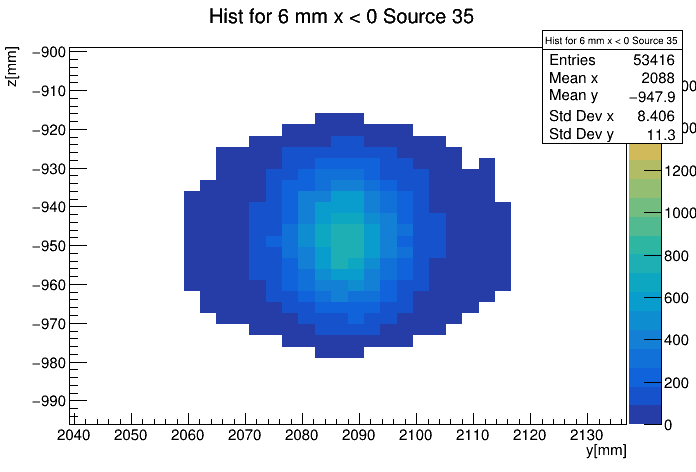 Hist for 6 mm x < 0 Source 35
z[mm]
−900
−910
−920
−930
−940
−950
−960
−970
−980
−990
2040 2050 2060 2070 2080 2090 2100 2110 2120 2130
y[mm]
Hist for 6 mm x < 0 Source 35
Entries 53416
Mean x 2088
Mean y −947.9
Std Dev x 8.406
Std Dev y 11.3
1200
1000
800
600
400
200
0